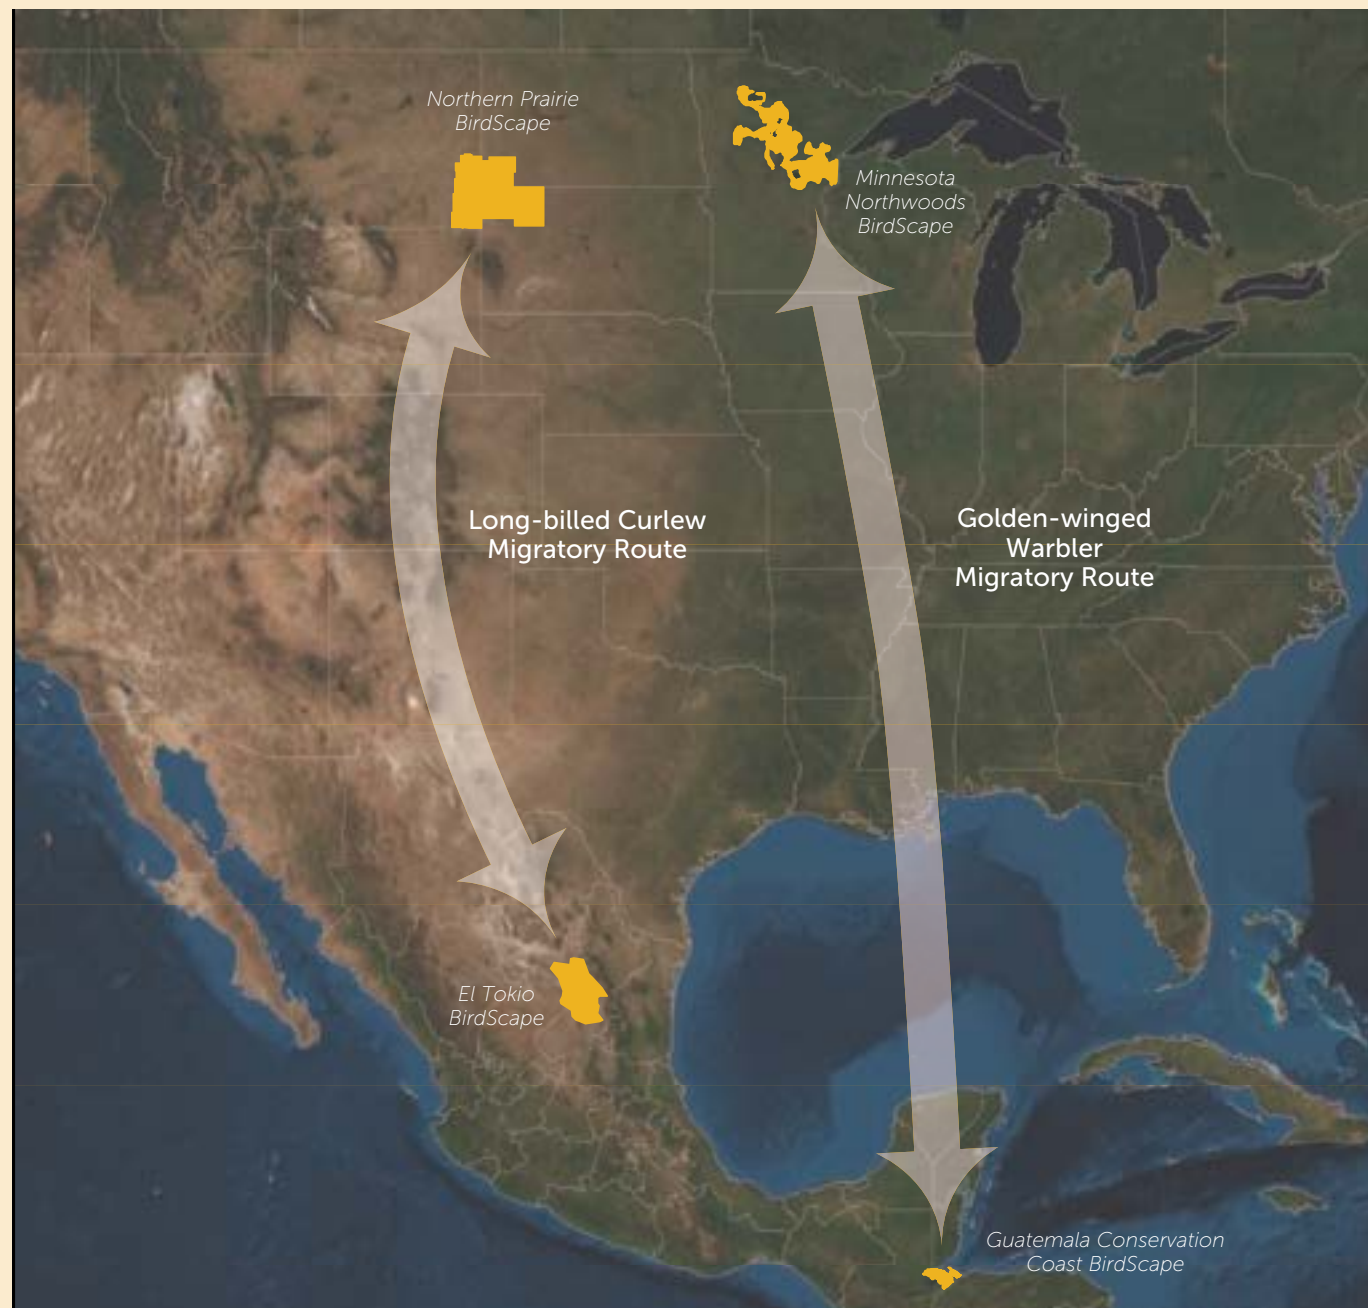 Northern Prairie
BirdScape
Minnesota
Northwoods
BirdScape
Long-billed Curlew
Migratory Route
Golden-winged
Warbler
Migratory Route
El Tokio
BirdScape
Guatemala Conservation
Coast BirdScape